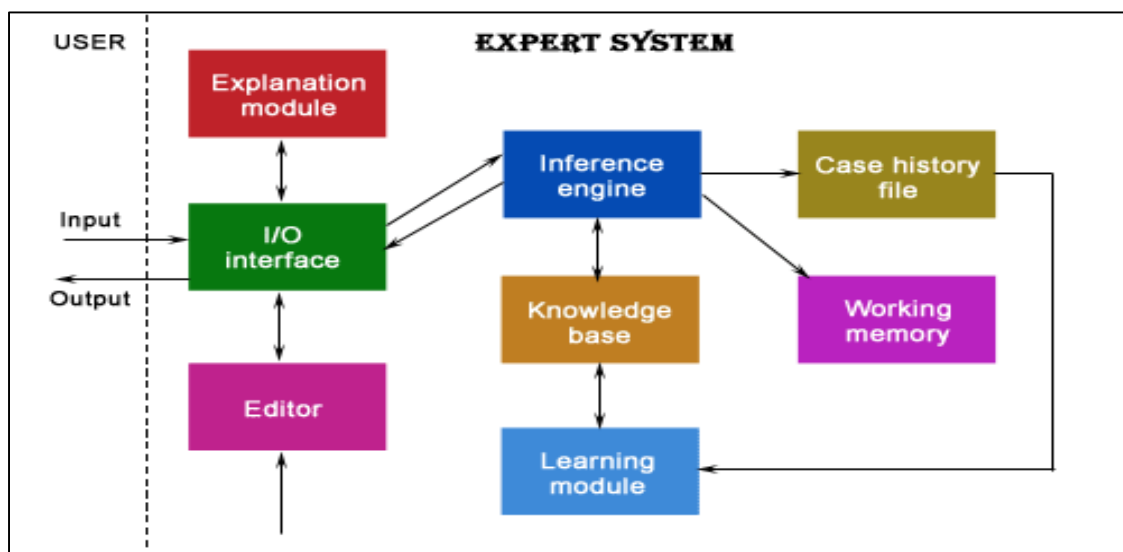 USER
EXPERT SYSTEM
Explanation
module
Input
I/O
interface
Output
Editor
Inference
engine
Knowledge
base
Learning
module
Case history
file
Working
memory